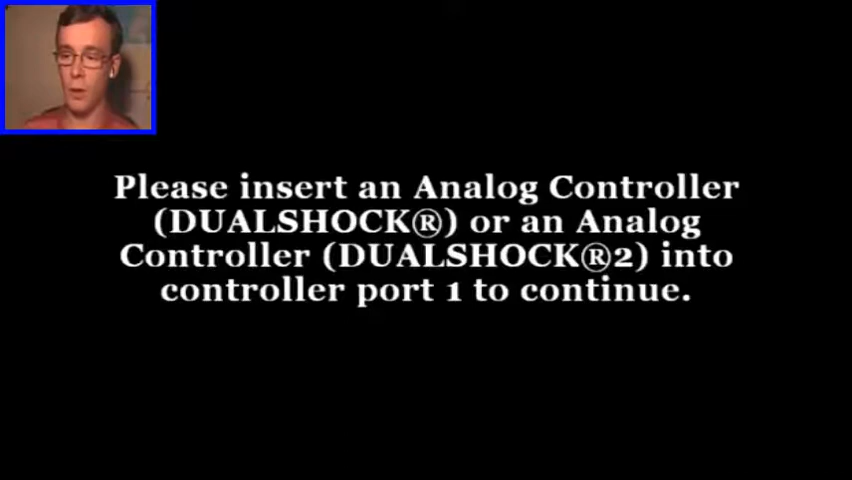 Please insert an Analog Controller
(DUALSHOCK®) or an Analog
Controller (DUALSHOCK®2) into
controller port 1 to continue.